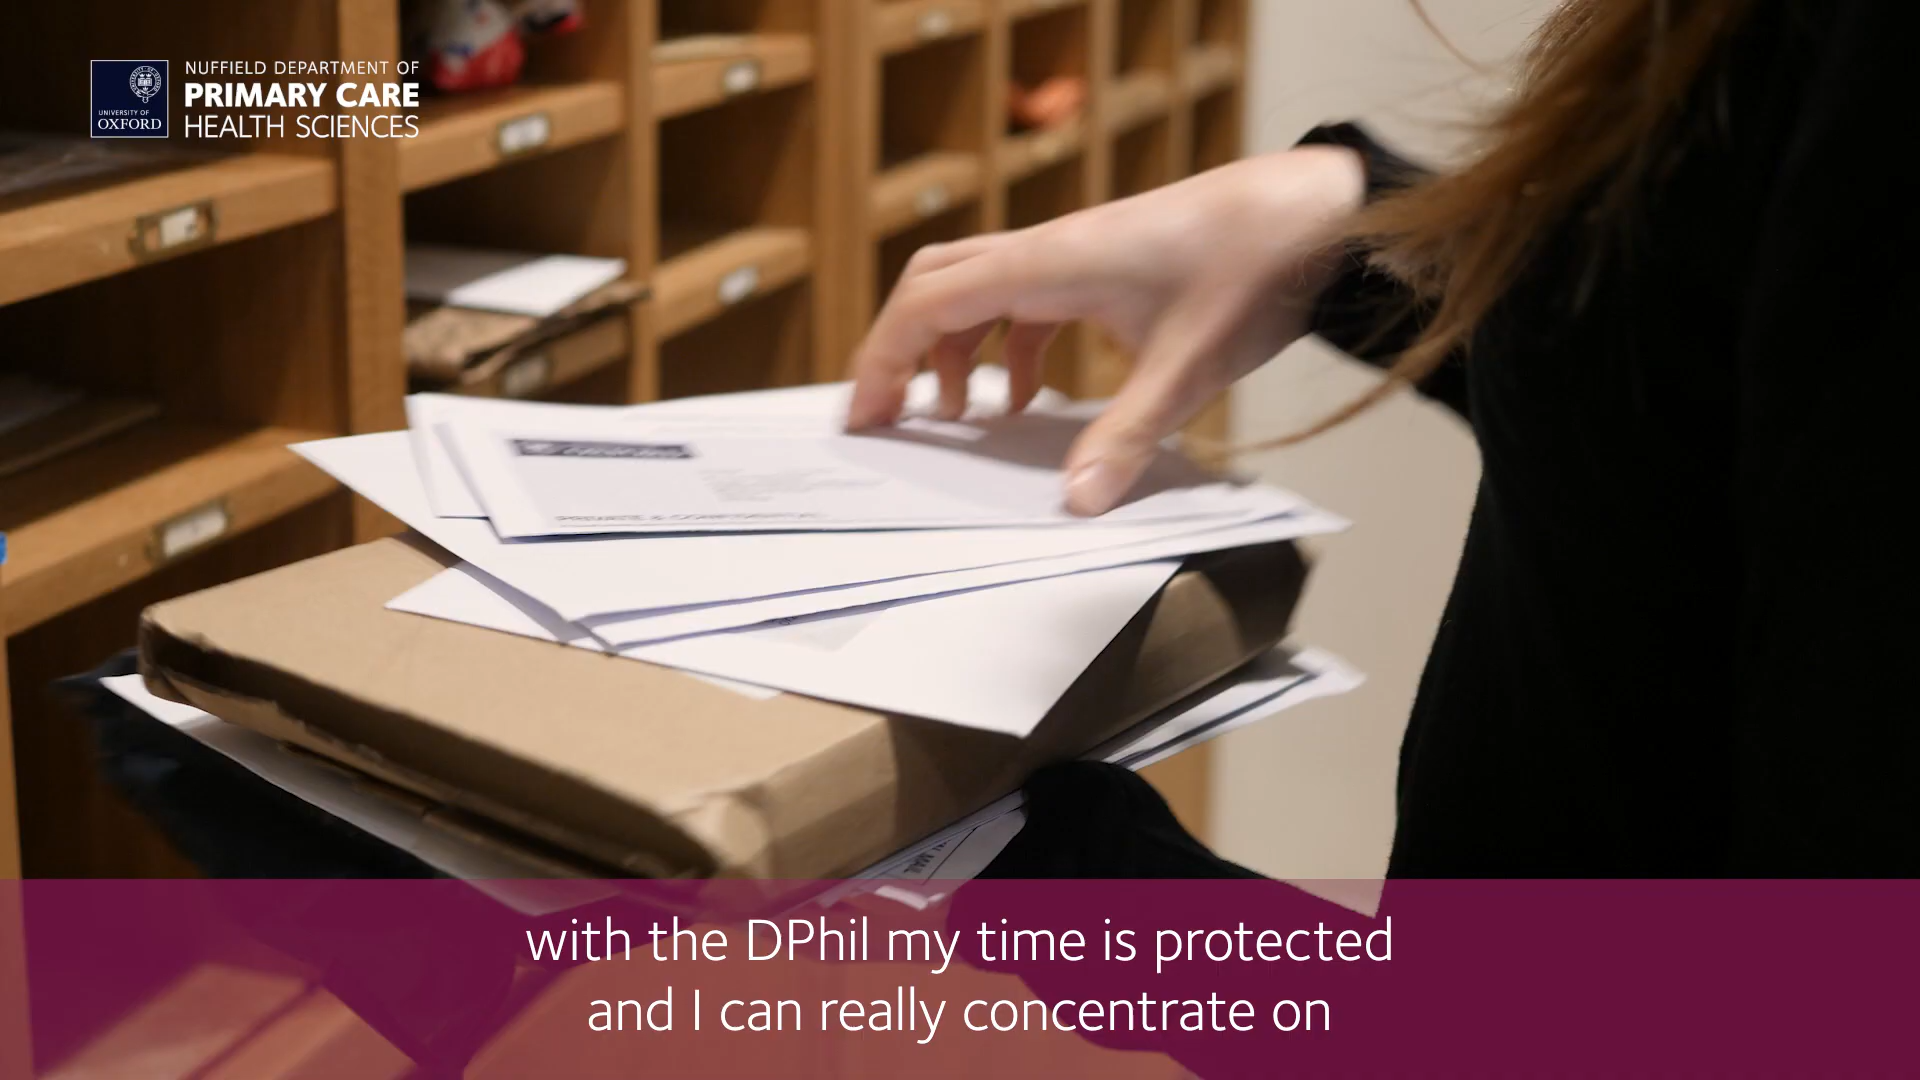 UNIVERSITY OF
OXFORD
NUFFIELD DEPARTMENT OF
PRIMARY CARE
HEALTH SCIENCES
with the DPhil my time is protected
and I can really concentrate on